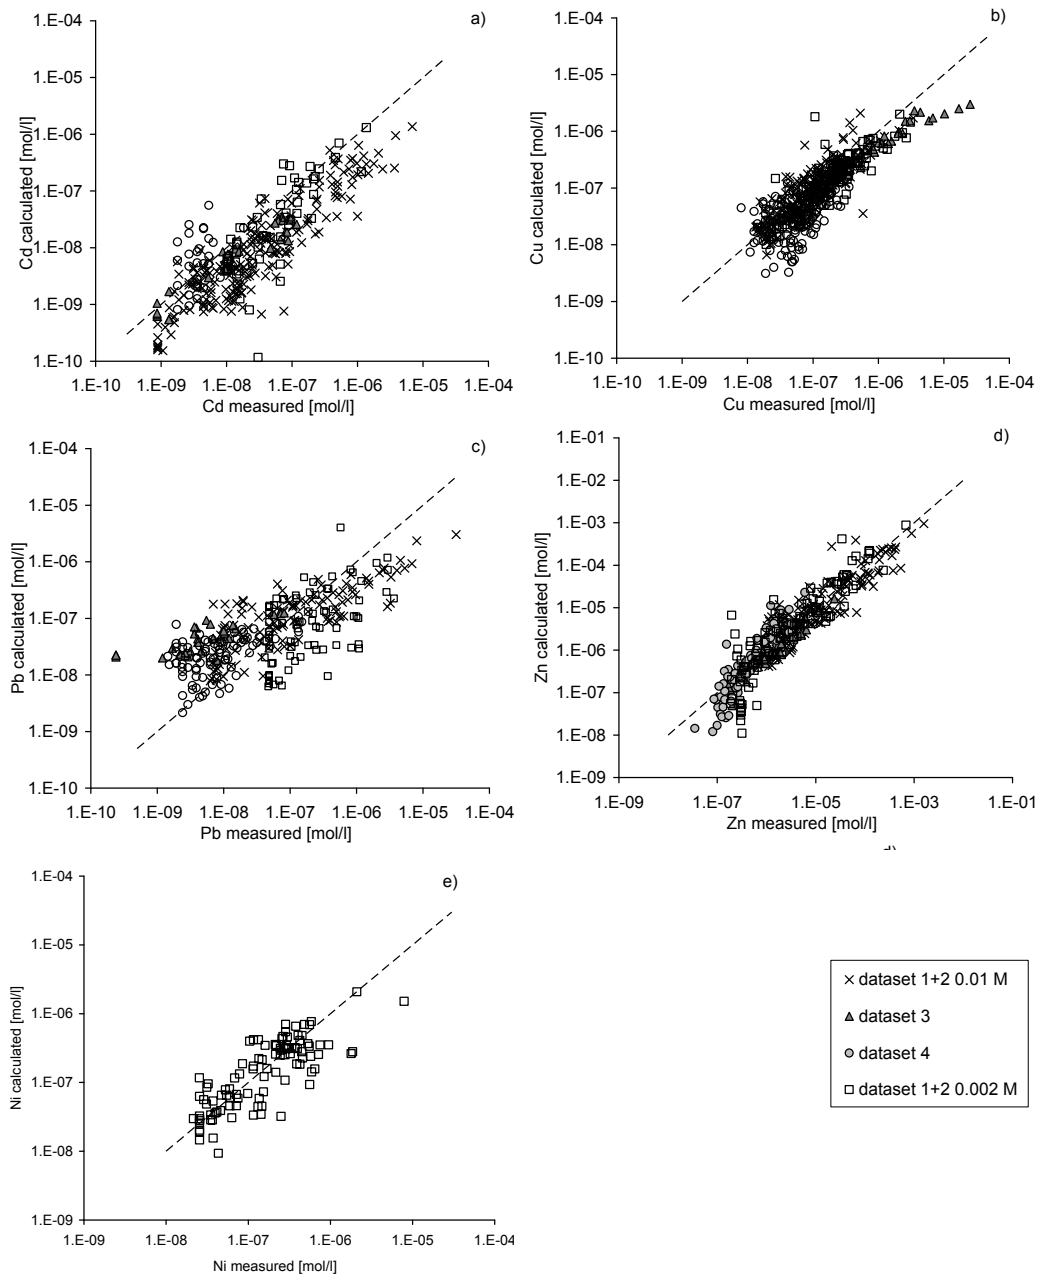 a)
1.E-04
1.E-05
1.E-06
1.E-07
1.E-08
1.E-09
1.E-10
Cd calculated [mol/l]
1.E-10 1.E-09 1.E-08 1.E-07 1.E-06 1.E-05 1.E-04
Cd measured [mol/l]
b)
1.E-04
1.E-05
1.E-06
1.E-07
1.E-08
1.E-09
1.E-10
Cu calculated [mol/l]
1.E-10 1.E-09 1.E-08 1.E-07 1.E-06 1.E-05 1.E-04
Cu measured [mol/l]
c)
1.E-04
1.E-05
1.E-06
1.E-07
1.E-08
1.E-09
1.E-10
Pb calculated [mol/l]
1.E-10 1.E-09 1.E-08 1.E-07 1.E-06 1.E-05 1.E-04
Pb measured [mol/l]
d)
1.E-01
1.E-02
1.E-03
1.E-04
1.E-05
1.E-06
1.E-07
1.E-08
1.E-09
Zn calculated [mol/l]
1.E-09 1.E-07 1.E-05 1.E-03 1.E-01
Zn measured [mol/l]
e)
1.E-04
1.E-05
1.E-06
1.E-07
1.E-08
1.E-09
Ni calculated [mol/l]
1.E-09 1.E-08 1.E-07 1.E-06 1.E-05 1.E-04
Ni measured [mol/l]
dataset 1+2 0.01 M
dataset 3
dataset 4
dataset 1+2 0.002 M